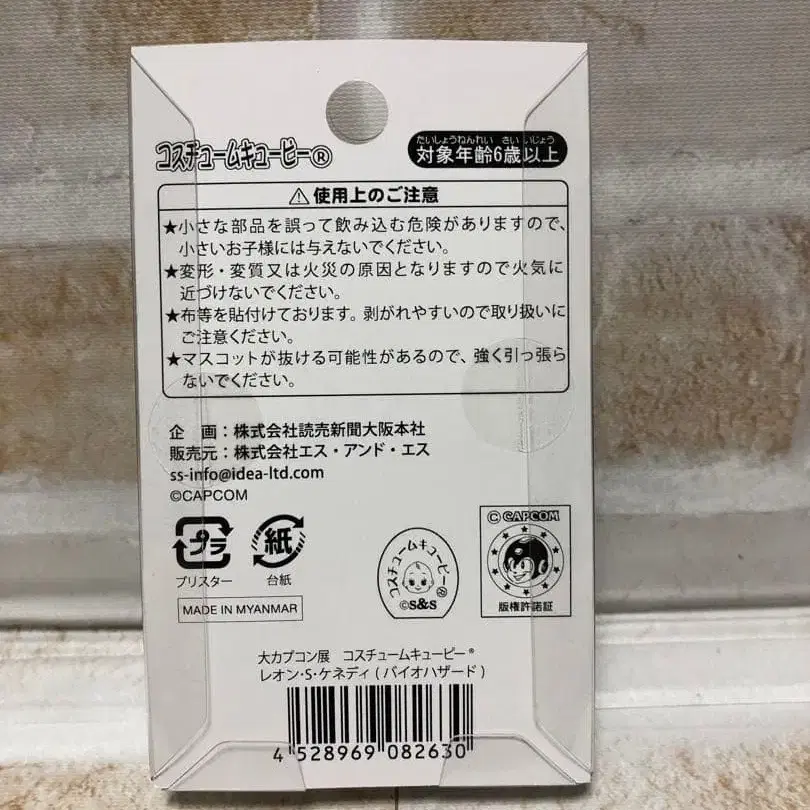 コスチュームキューピー®
たいしょうねんれい さい いじょう
対象年齢6歳以上
⚠使用上のご注意
★小さな部品を誤って飲み込む危険がありますので、
小さいお子様には与えないでください。
★変形・変質又は火災の原因となりますので火気に
近づけないでください。
★布等を貼付けております。剥がれやすいので取り扱いに
ご注意ください。
★マスコットが抜ける可能性があるので、強く引っ張ら
ないでください。
企　画：株式会社読売新聞大阪本社
販売元：株式会社エス・アンド・エス
ss-info@idea-ltd.com
©CAPCOM
プラ
ブリスター
紙
台紙
MADE IN MYANMAR
コスチュームキューピー®
©S&S
© CAPCOM
版権許諾証
大カプコン展　コスチュームキューピー®
レオン・S・ケネディ(バイオハザード)
4 528969 082630